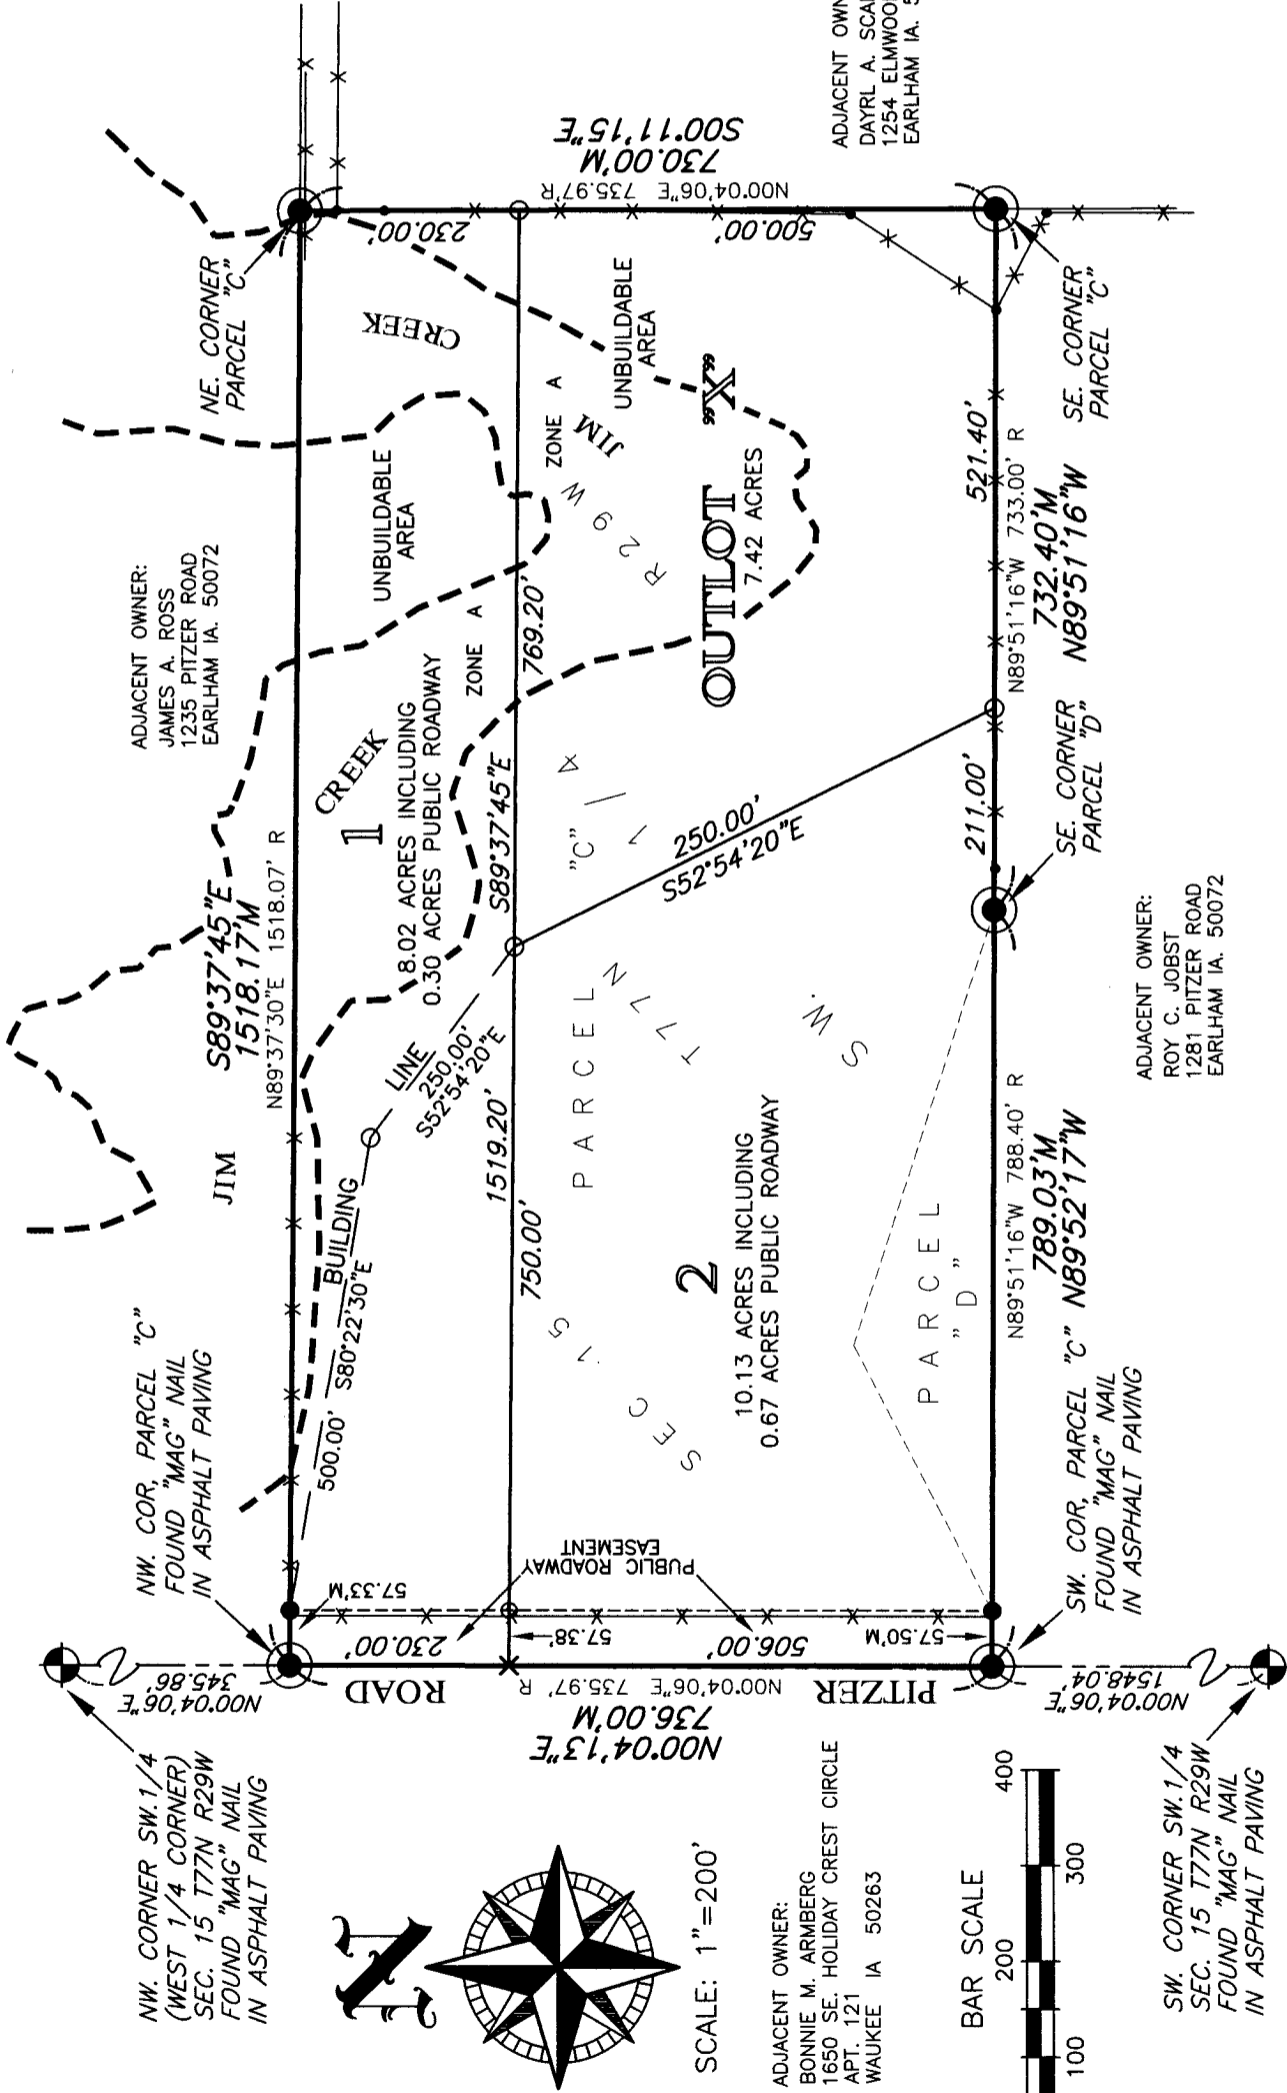 NW. CORNER SW.1/4
(WEST 1/4 CORNER)
SEC. 15 T77N R29W
FOUND "MAG" NAIL
IN ASPHALT PAVING
N00°04'06"E
345.86'
NW. COR, PARCEL "C"
FOUND "MAG" NAIL
IN ASPHALT PAVING
JIM
S89°37'45"E
1518.17'M
N89°37'30"E 1518.07' R
ADJACENT OWNER:
JAMES A. ROSS
1235 PITZER ROAD
EARLHAM IA. 50072
NE. CORNER
PARCEL "C"
57.33'M
500.00'
BUILDING
S80°22'30"E
LINE
250.00'
S52°54'20"E
CREEK
1
8.02 ACRES INCLUDING
0.30 ACRES PUBLIC ROADWAY
UNBUILDABLE
AREA
ZONE A
CREEK
230.00'
230.00'
ROAD
PUBLIC ROADWAY
EASEMENT
750.00'
1519.20'
S89°37'45"E
769.20'
ZONE A
JIM
UNBUILDABLE
AREA
57.38'
N00°04'13"E
736.00'M
N00°04'06"E 735.97' R
506.00'
SEC 15
T77N
R29W
PARCEL "C"
SW. 1/4
2
10.13 ACRES INCLUDING
0.67 ACRES PUBLIC ROADWAY
250.00'
S52°54'20"E
OUTLOT "X"
7.42 ACRES
500.00'
N00°04'06"E 735.97'R
730.00'M
S00°11'15"E
ADJACENT OWN
DAYRL A. SCA
1254 ELMWOO
EARLHAM IA. 5
PITZER
57.50'M
PARCEL
"D"
211.00'
521.40'
N89°51'16"W 788.40' R
789.03'M
N89°52'17"W
N89°51'16"W 733.00' R
732.40'M
N89°51'16"W
SW. COR, PARCEL "C"
FOUND "MAG" NAIL
IN ASPHALT PAVING
SE. CORNER
PARCEL "D"
SE. CORNER
PARCEL "C"
N00°04'06"E
1548.04'
ADJACENT OWNER:
ROY C. JOBST
1281 PITZER ROAD
EARLHAM IA. 50072
N
SCALE: 1"=200'
ADJACENT OWNER:
BONNIE M. ARMBERG
1650 SE. HOLIDAY CREST CIRCLE
APT. 121
WAUKEE IA 50263
BAR SCALE
100 200 300 400
SW. CORNER SW.1/4
SEC. 15 T77N R29W
FOUND "MAG" NAIL
IN ASPHALT PAVING